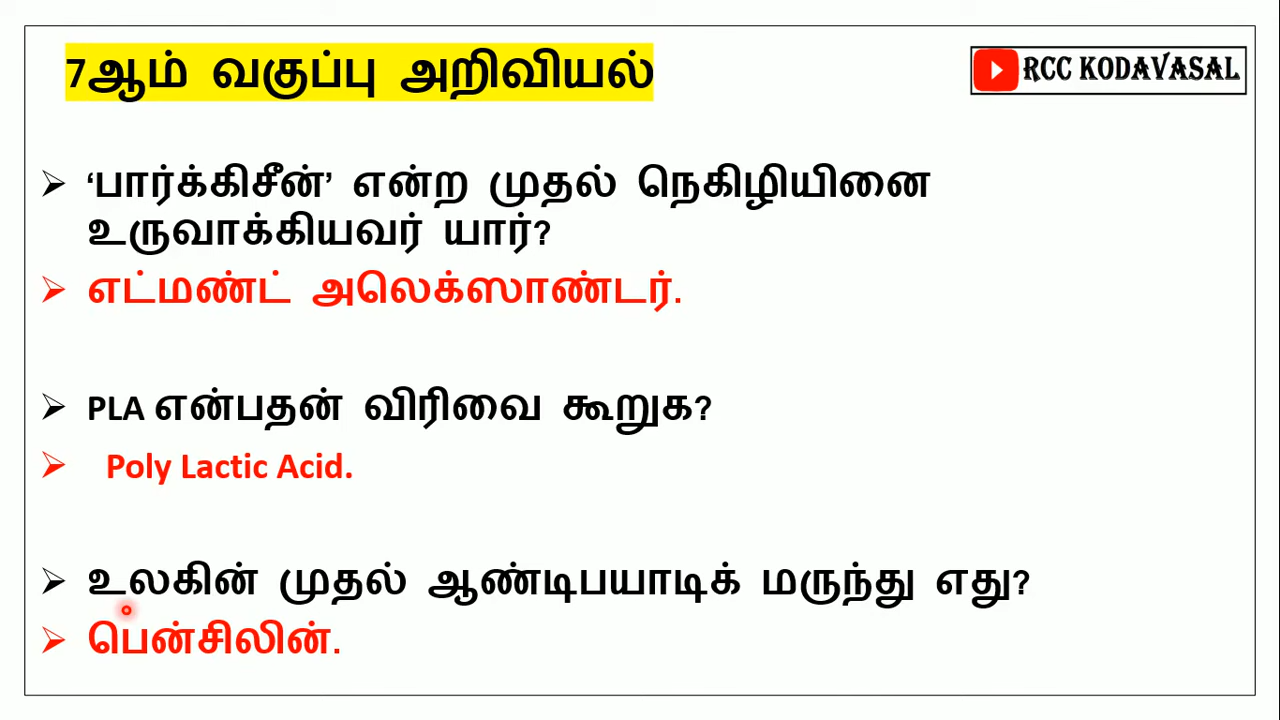 7ஆம் வகுப்பு அறிவியல்
RCC KODAVASAL
‘பார்க்கிசீன்’ என்ற முதல் நெகிழியினை
உருவாக்கியவர் யார்?
எட்மண்ட் அலெக்ஸாண்டர்.
PLA என்பதன் விரிவை கூறுக?
Poly Lactic Acid.
உலகின் முதல் ஆண்டிபயாடிக் மருந்து எது?
பென்சிலின்.